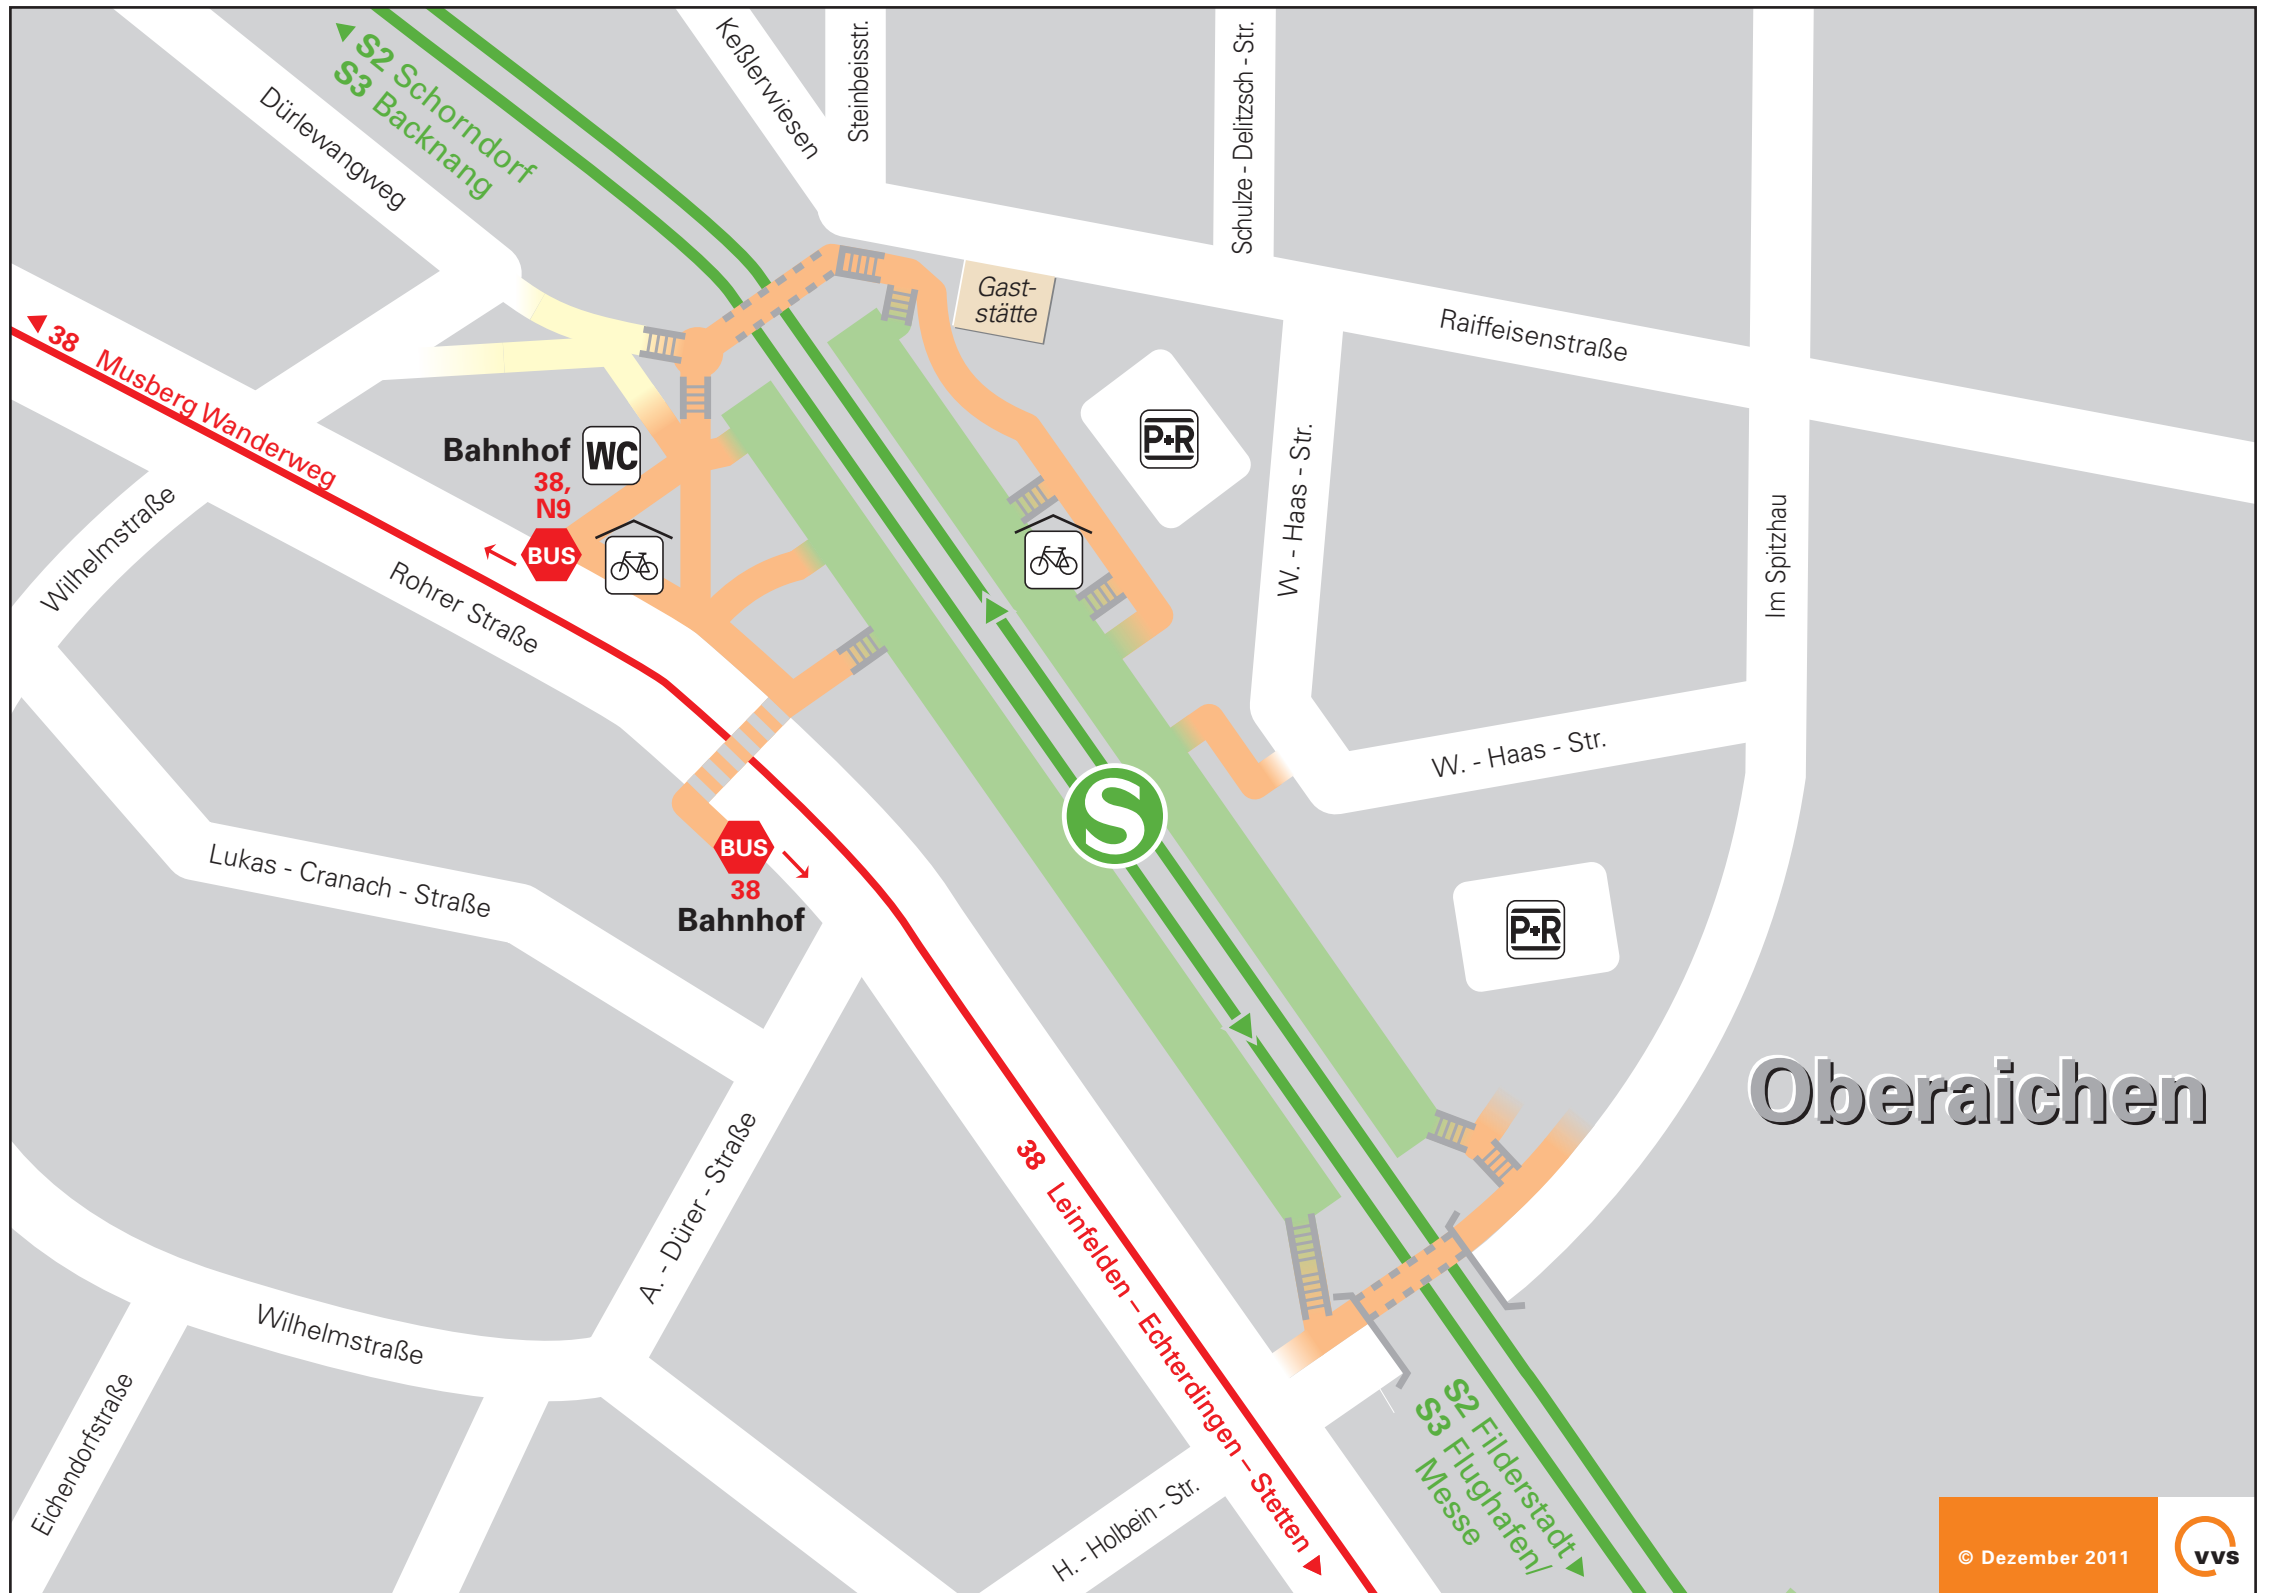 S2 Schorndorf
S3 Backnang
Keßlerwiesen
Steinbeisstr.
Schulze - Delitzsch - Str.
Dürlewangweg
Gast-
stätte
Raiffeisenstraße
38 Musberg Wanderweg
P+R
Bahnhof
WC
38,
N9
BUS
W. - Haas - Str.
Im Spitzhau
Wilhelmstraße
Rohrer Straße
W. - Haas - Str.
S
BUS
38
Bahnhof
Lukas - Cranach - Straße
P+R
Oberaichen
A. - Dürer - Straße
38 Leinfelden – Echterdingen – Stetten
Wilhelmstraße
Eichendorfstraße
H. - Holbein - Str.
S2 Filderstadt
S3 Flughafen/
Messe
© Dezember 2011
vvs